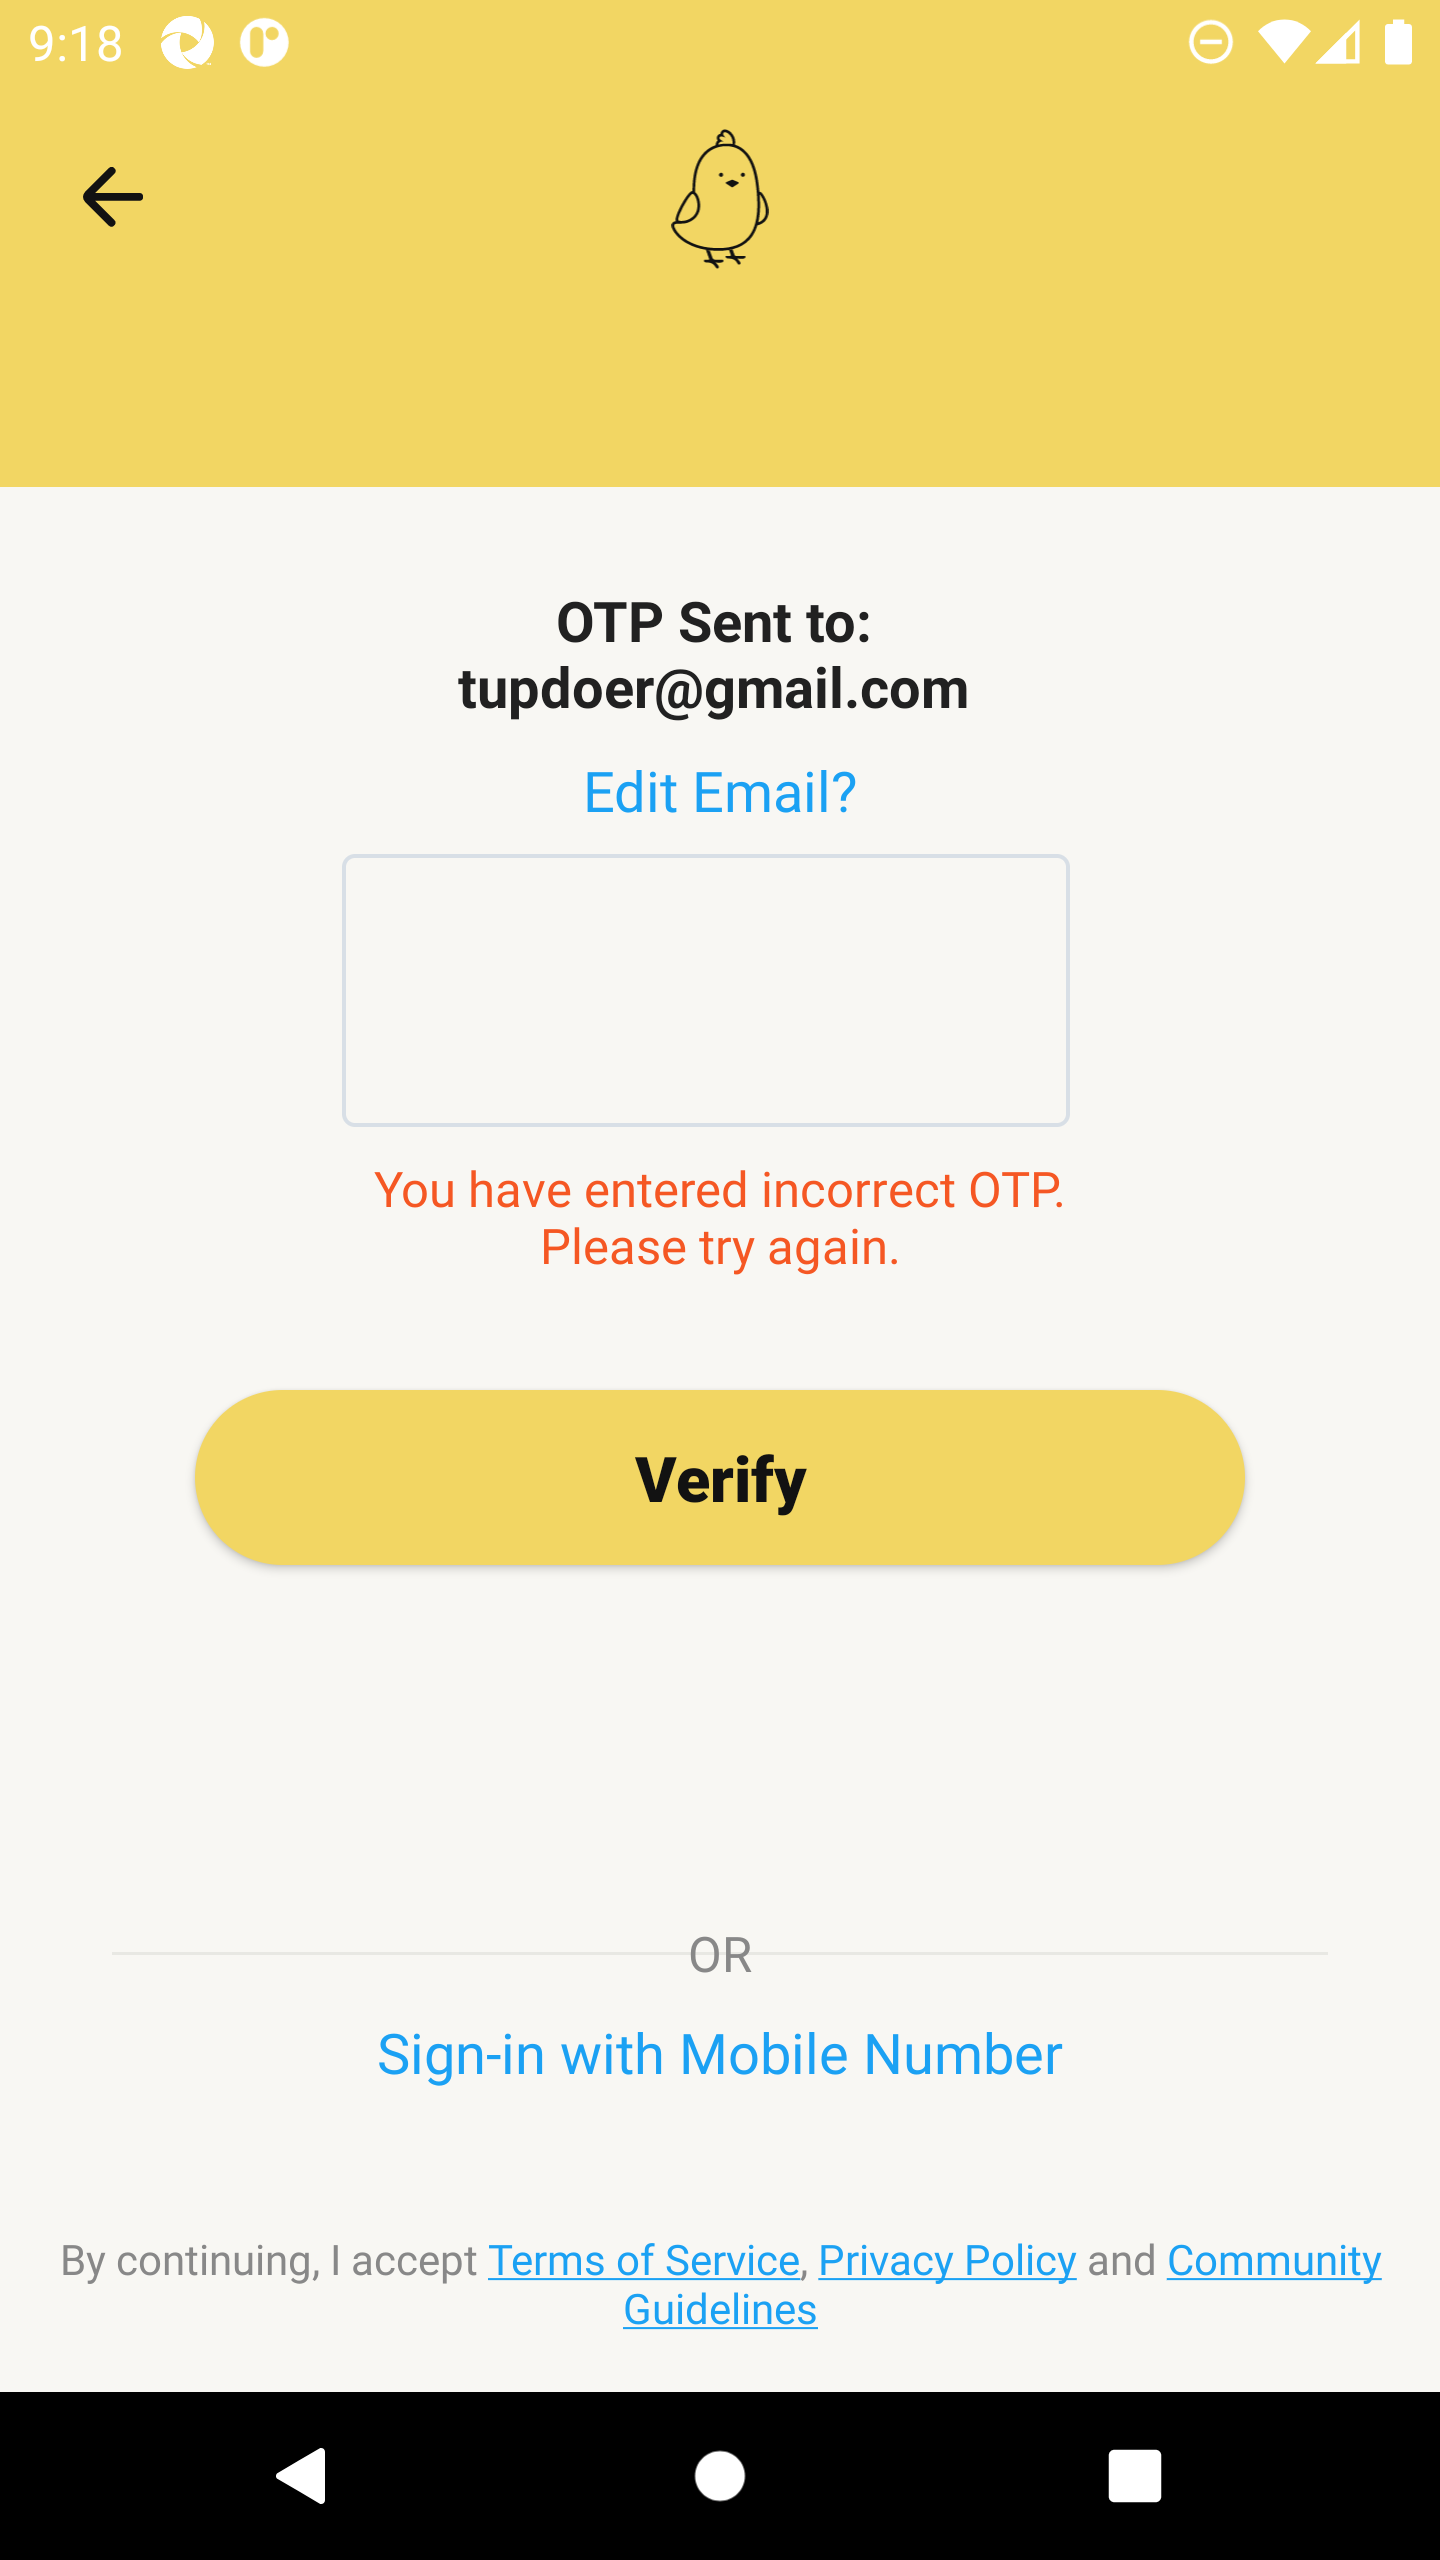 9:18
OTP Sent to:
tupdoer@gmail.com
Edit Email?
You have entered incorrect OTP.
Please try again.
Verify
OR
Sign-in with Mobile Number
By continuing, I accept Terms of Service, Privacy Policy and Community
Guidelines